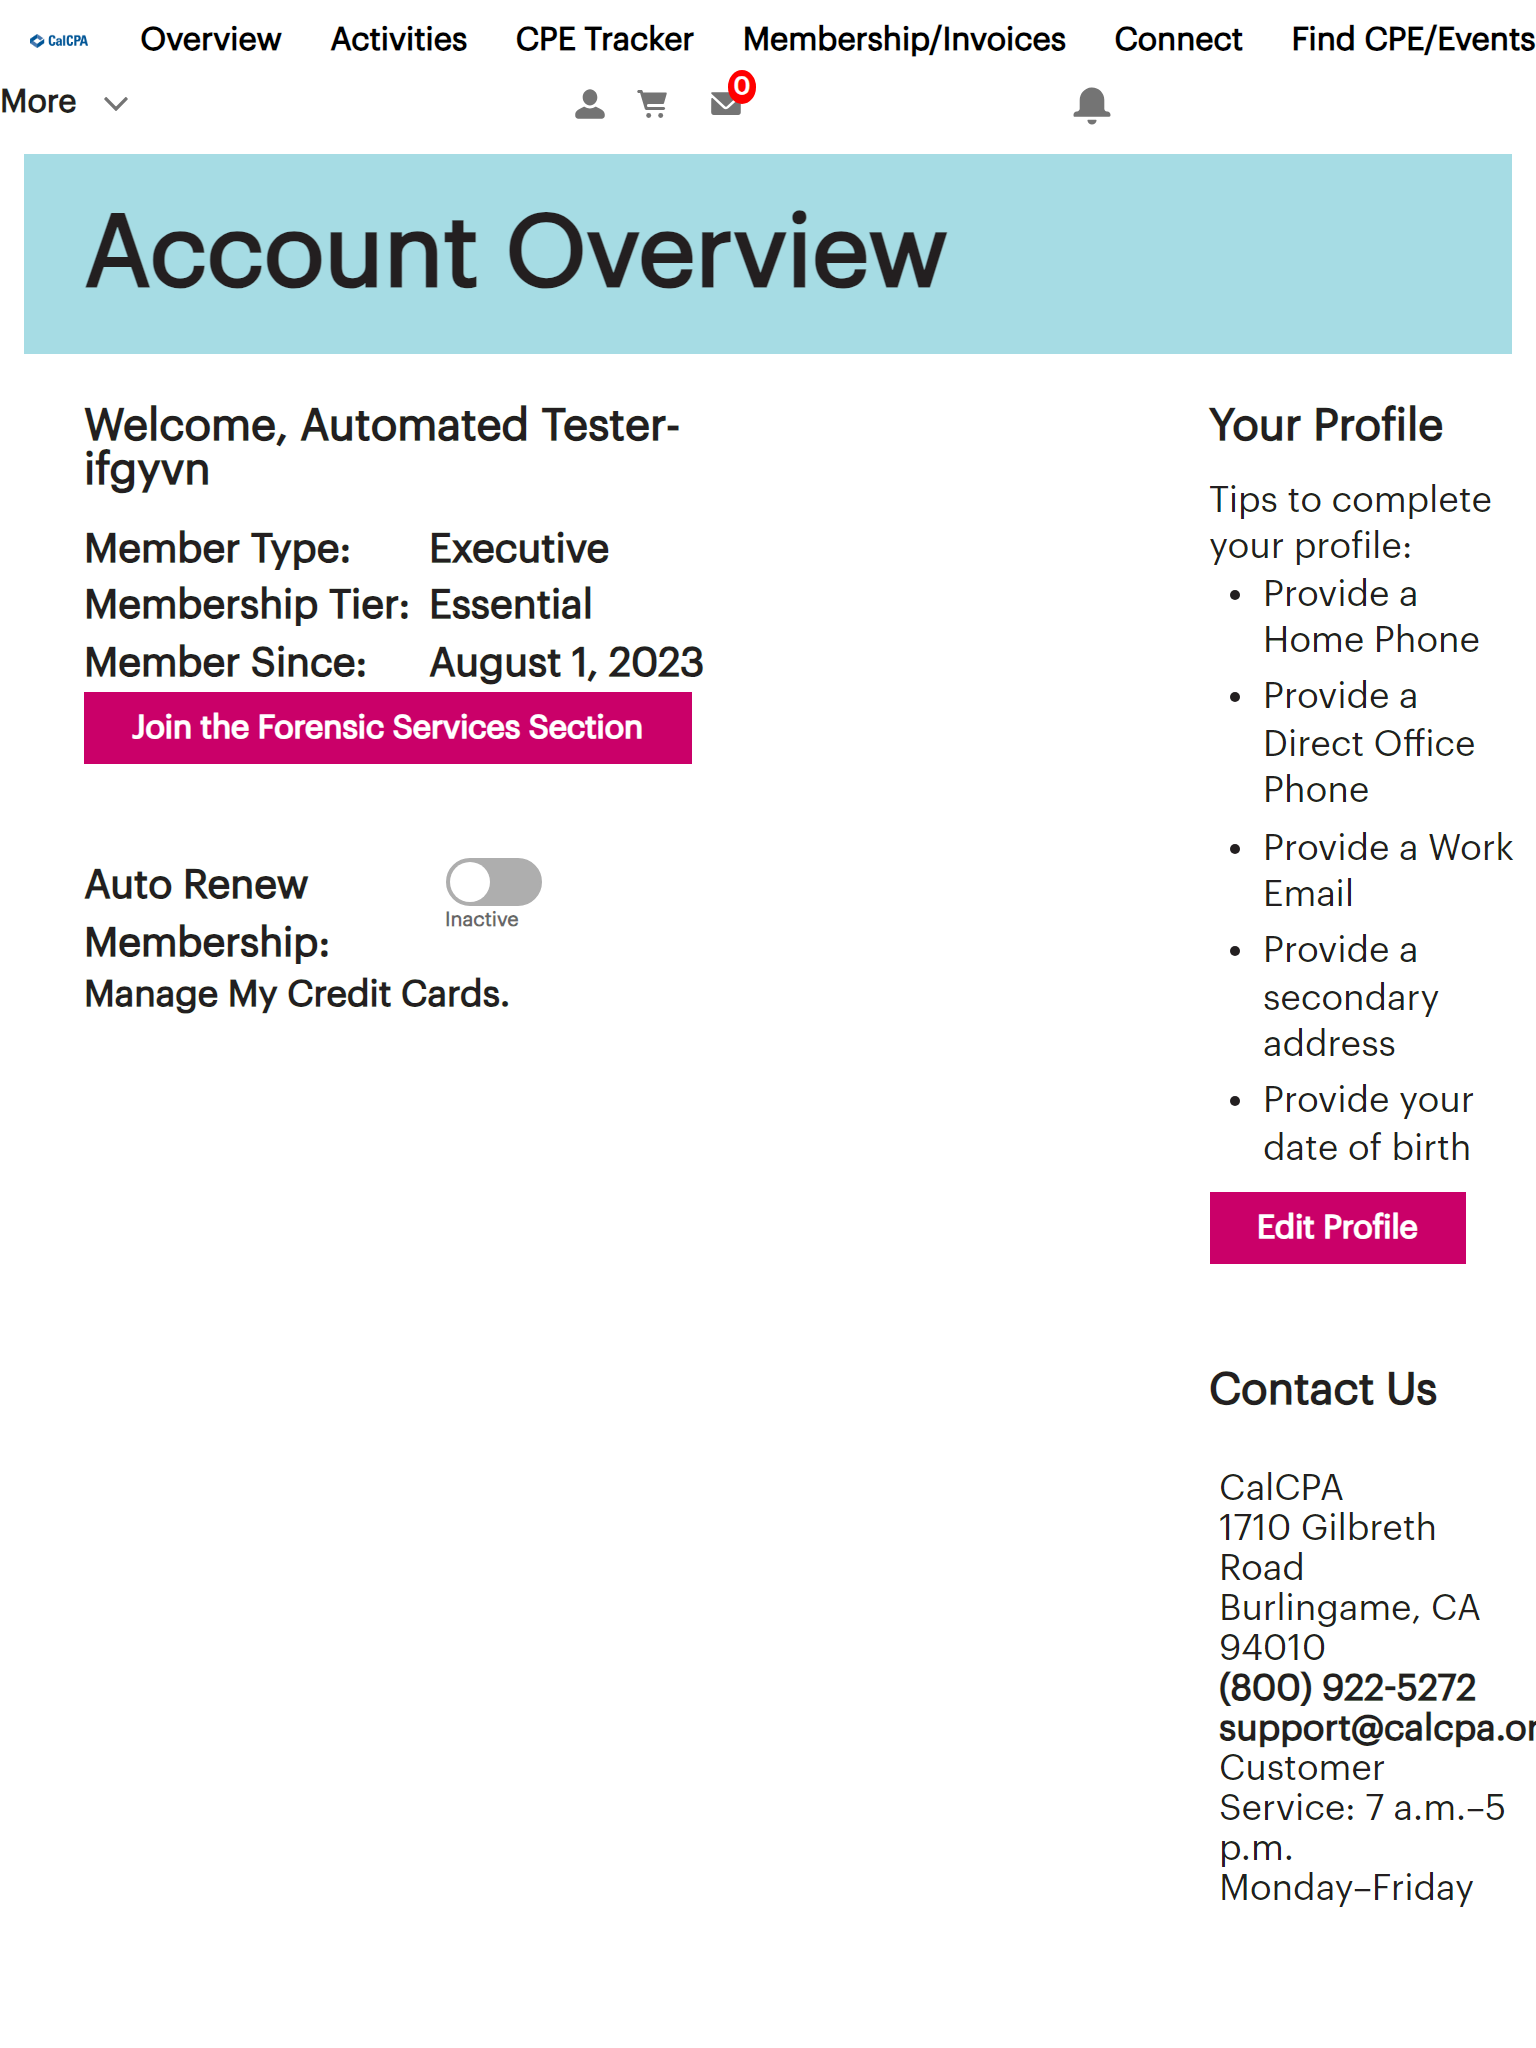 CalCPA Overview Activities CPE Tracker Membership/Invoices Connect Find CPE/Events
More 0
Account Overview
Welcome, Automated Tester-
ifgyvn
Member Type: Executive
Membership Tier: Essential
Member Since: August 1, 2023
Join the Forensic Services Section
Auto Renew
Membership:
Inactive
Manage My Credit Cards.
Your Profile
Tips to complete
your profile:
• Provide a
Home Phone
• Provide a
Direct Office
Phone
• Provide a Work
Email
• Provide a
secondary
address
• Provide your
date of birth
Edit Profile
Contact Us
CalCPA
1710 Gilbreth
Road
Burlingame, CA
94010
(800) 922-5272
support@calcpa.or
Customer
Service: 7 a.m.–5
p.m.
Monday–Friday